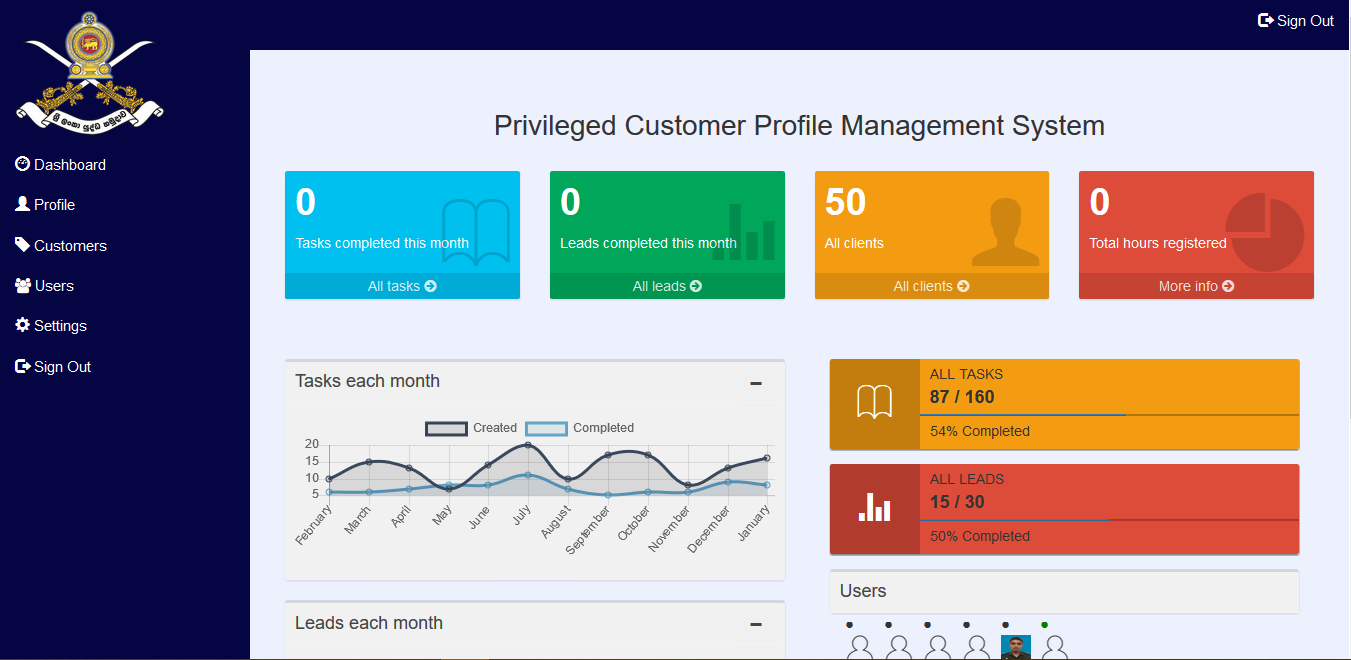 Sign Out
ශ්‍රී ලංකා යුද්ධ හමුදාව
Dashboard
Profile
Customers
Users
Settings
Sign Out
Privileged Customer Profile Management System
0
Tasks completed this month
All tasks
0
Leads completed this month
All leads
50
All clients
All clients
0
Total hours registered
More info
Tasks each month
Created
Completed
20
15
10
5
February
March
April
May
June
July
August
September
October
November
December
January
Leads each month
ALL TASKS
87 / 160
54% Completed
ALL LEADS
15 / 30
50% Completed
Users